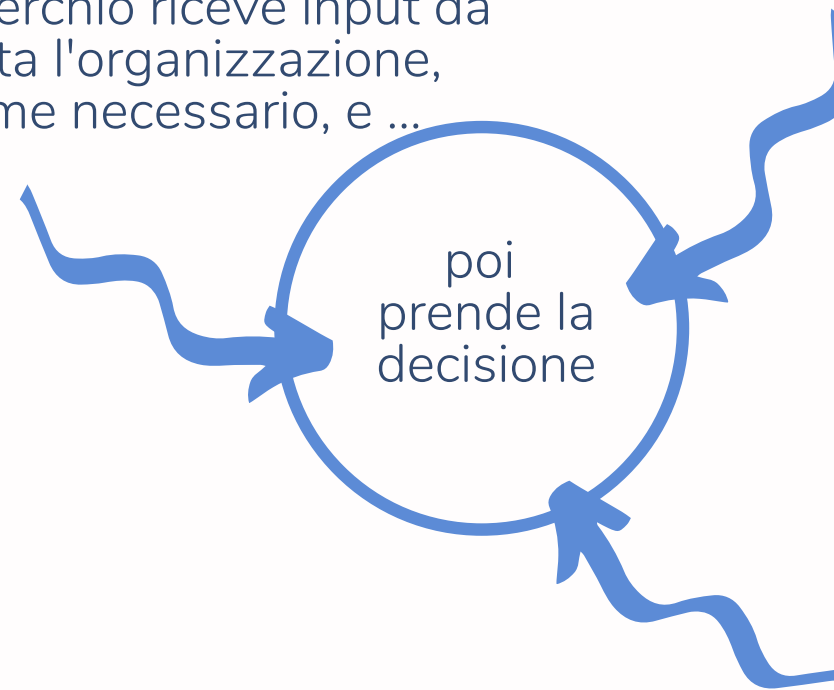 erchio riceve input da
ta l'organizzazione,
me necessario, e ...
poi
prende la
decisione